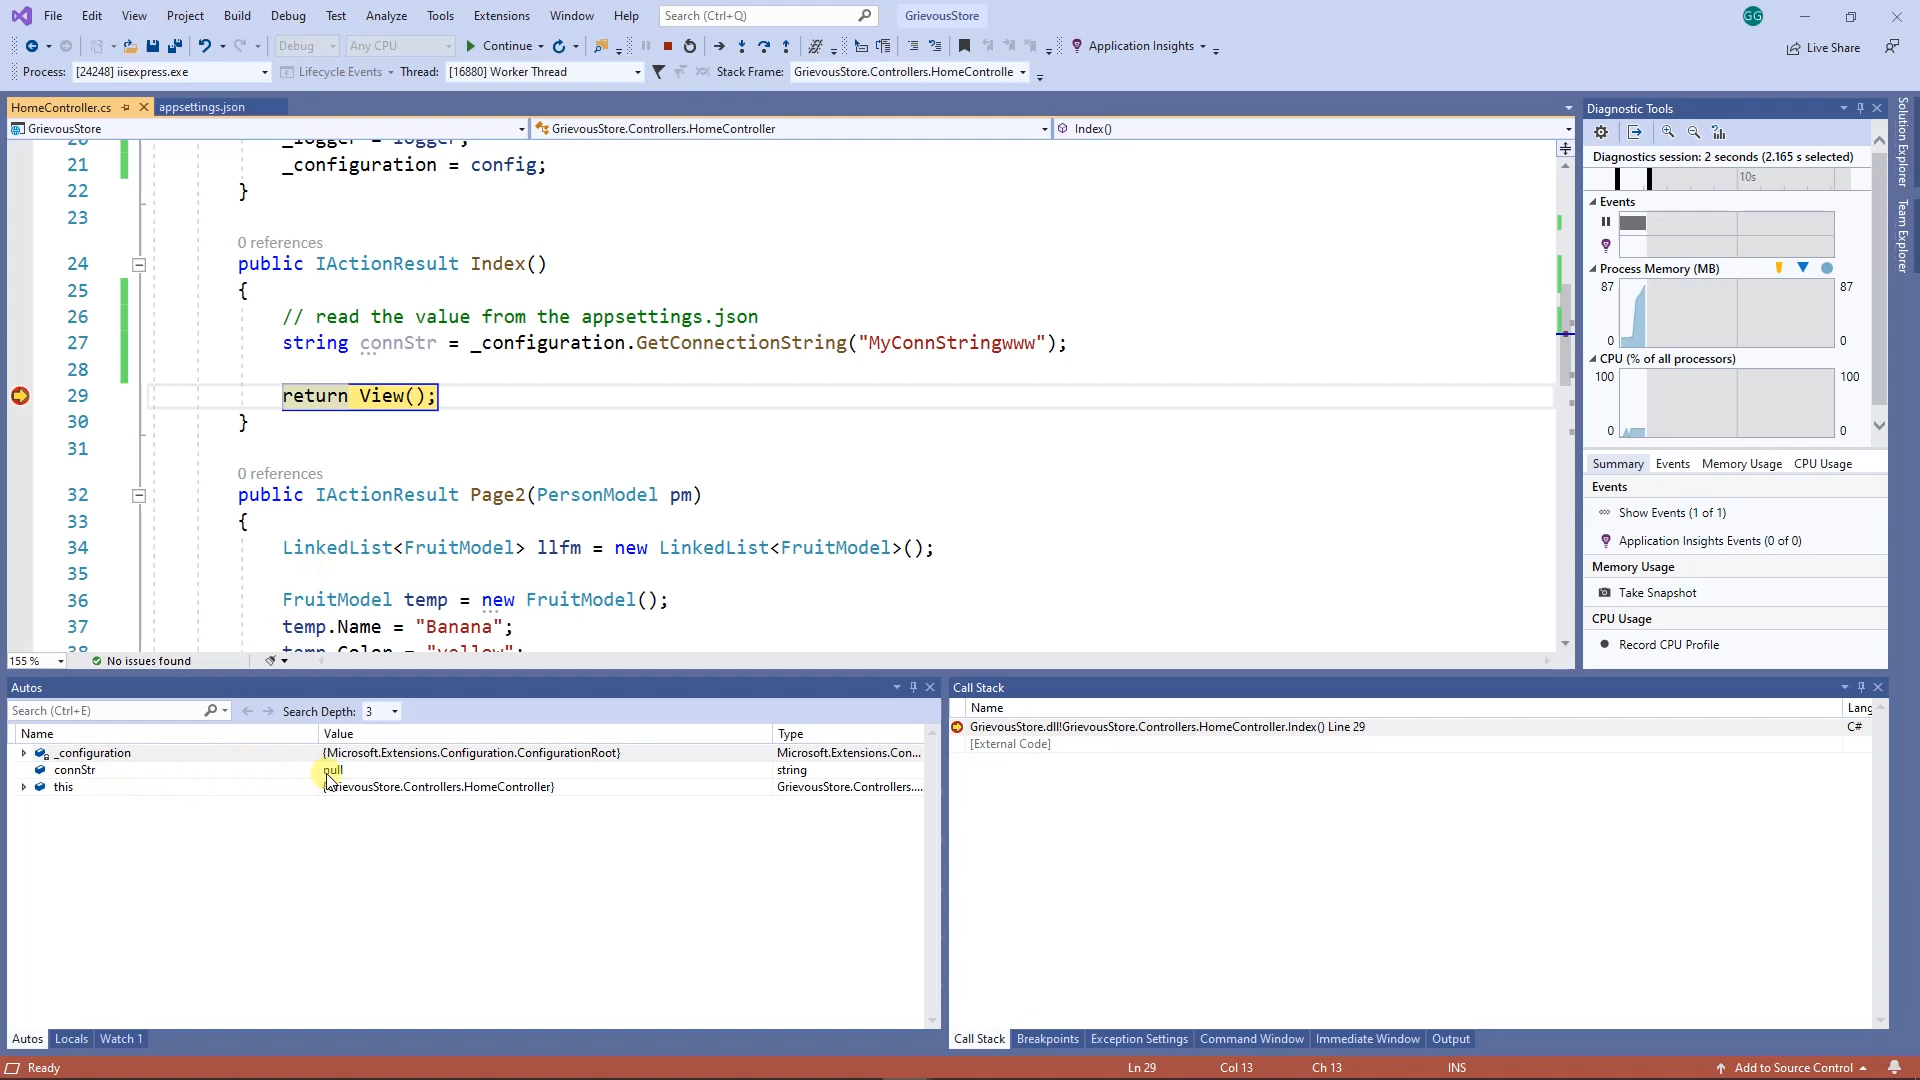 File Edit View Project Build Debug Test Analyze Tools Extensions Window Help Search (Ctrl+Q) GrievousStore GG
Debug Any CPU Continue Application Insights Live Share
Process: [24248] iisexpress.exe Lifecycle Events Thread: [16880] Worker Thread Stack Frame: GrievousStore.Controllers.HomeControlle
HomeController.cs appsettings.json
GrievousStore GrievousStore.Controllers.HomeController Index()
20 _logger = logger;
21 _configuration = config;
22 }
23
0 references
24 public IActionResult Index()
25 {
26 // read the value from the appsettings.json
27 string connStr = _configuration.GetConnectionString("MyConnStringwww");
28
29 return View();
30 }
31
0 references
32 public IActionResult Page2(PersonModel pm)
33 {
34 LinkedList<FruitModel> llfm = new LinkedList<FruitModel>();
35
36 FruitModel temp = new FruitModel();
37 temp.Name = "Banana";
38 temp.Color = "yellow";
155 % No issues found
Diagnostic Tools
Diagnostics session: 2 seconds (2.165 s selected)
10s
Events
Process Memory (MB)
87 87
0 0
CPU (% of all processors)
100 100
0 0
Summary Events Memory Usage CPU Usage
Events
Show Events (1 of 1)
Application Insights Events (0 of 0)
Memory Usage
Take Snapshot
CPU Usage
Record CPU Profile
Solution Explorer
Team Explorer
Autos
Search (Ctrl+E) Search Depth: 3
Name Value Type
_configuration {Microsoft.Extensions.Configuration.ConfigurationRoot} Microsoft.Extensions.Con...
connStr null string
this {GrievousStore.Controllers.HomeController} GrievousStore.Controllers....
Autos Locals Watch 1
Call Stack
Name Lang
GrievousStore.dll!GrievousStore.Controllers.HomeController.Index() Line 29 C#
[External Code]
Call Stack Breakpoints Exception Settings Command Window Immediate Window Output
Ready Ln 29 Col 13 Ch 13 INS Add to Source Control